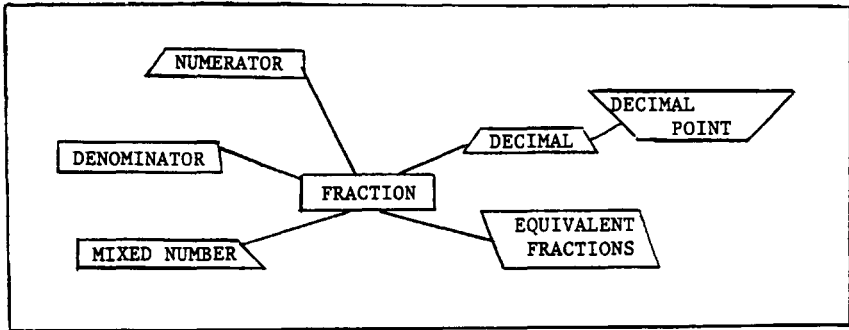 NUMERATOR
DECIMAL
POINT
DECIMAL
DENOMINATOR
FRACTION
EQUIVALENT
FRACTIONS
MIXED NUMBER